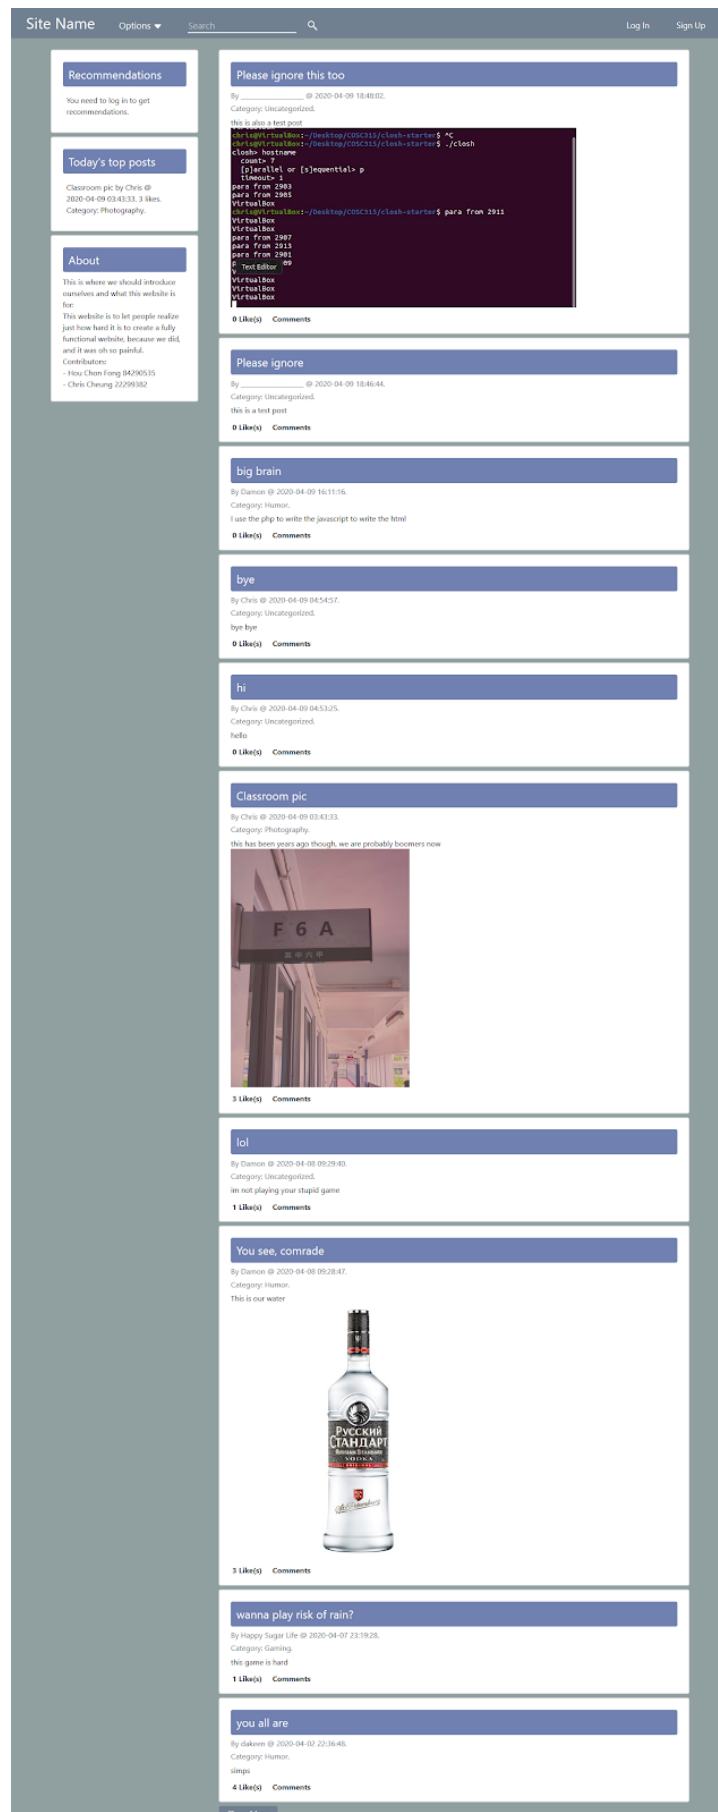 Site Name Options Search Log In Sign Up
Recommendations
You need to log in to get
recommendations.
Today's top posts
Classroom pic by Chris @
2020-04-09 03:43:33. 3 likes.
Category: Photography.
About
This is where we should introduce
ourselves and what this website is
for:
This website is to let people realize
just how hard it is to create a fully
functional website, because we did,
and it was oh so painful.
Contributors:
- Hou Chon Fong 84290535
- Chris Cheung 22299382
Please ignore this too
By __________________ @ 2020-04-09 18:48:02.
Category: Uncategorized.
this is also a test post
chris@VirtualBox:~/Desktop/COSC315/closh-starter$ ^C
chris@VirtualBox:~/Desktop/COSC315/closh-starter$ ./closh
closh> hostname
count> 7
[p]arallel or [s]equential> p
timeout> 1
para from 2903
para from 2905
VirtualBox
chris@VirtualBox:~/Desktop/COSC315/closh-starter$ para from 2911
VirtualBox
VirtualBox
para from 2907
para from 2913
para from 2901
p 09
Text Editor
V
VirtualBox
VirtualBox
VirtualBox
0 Like(s) Comments
Please ignore
By __________________ @ 2020-04-09 18:46:44.
Category: Uncategorized.
this is a test post
0 Like(s) Comments
big brain
By Damon @ 2020-04-09 16:11:16.
Category: Humor.
I use the php to write the javascript to write the html
0 Like(s) Comments
bye
By Chris @ 2020-04-09 04:54:57.
Category: Uncategorized.
bye bye
0 Like(s) Comments
hi
By Chris @ 2020-04-09 04:53:25.
Category: Uncategorized.
hello
0 Like(s) Comments
Classroom pic
By Chris @ 2020-04-09 03:43:33.
Category: Photography.
this has been years ago though, we are probably boomers now
F 6 A
高中六甲
3 Like(s) Comments
lol
By Damon @ 2020-04-08 09:29:40.
Category: Uncategorized.
im not playing your stupid game
1 Like(s) Comments
You see, comrade
By Damon @ 2020-04-08 09:28:47.
Category: Humor.
This is our water
РУССКИЙ
СТАНДАРТ
RUSSIAN STANDARD
VODKA
ORIGINAL
St. Petersburg
3 Like(s) Comments
wanna play risk of rain?
By Happy Sugar Life @ 2020-04-07 23:19:28.
Category: Gaming.
this game is hard
1 Like(s) Comments
you all are
By dakeen @ 2020-04-02 22:36:48.
Category: Humor.
simps
4 Like(s) Comments